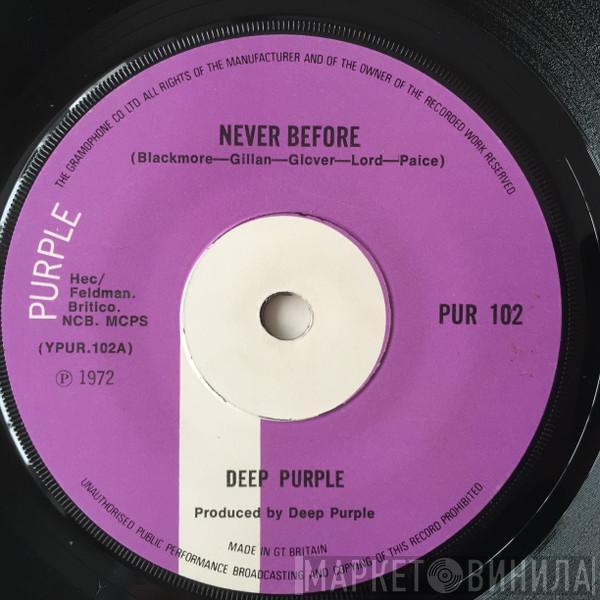 THE GRAMOPHONE CO LTD ALL RIGHTS OF THE MANUFACTURER AND OF THE OWNER OF THE RECORDED WORK RESERVED
NEVER BEFORE
(Blackmore—Gillan—Glover—Lord—Paice)
PURPLE
Hec/
Feldman.
Britico.
NCB. MCPS
PUR 102
(YPUR.102A)
Ⓟ 1972
DEEP PURPLE
Produced by Deep Purple
MADE IN GT BRITAIN
UNAUTHORISED PUBLIC PERFORMANCE BROADCASTING AND COPYING OF THIS RECORD PROHIBITED
МАРКЕТ ВИНИЛА